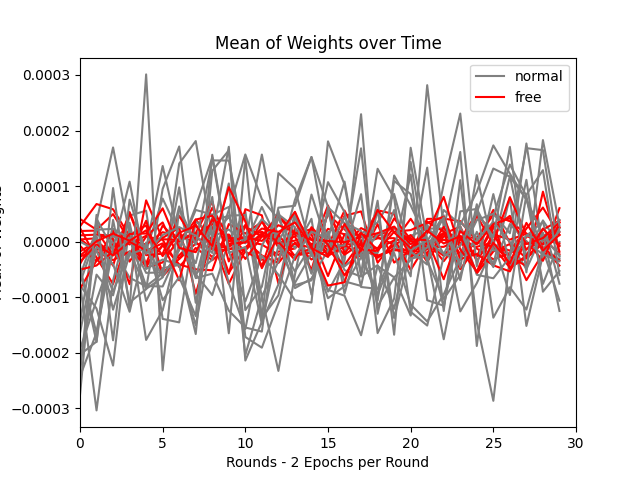 Mean of Weights over Time
normal
free
0.0003
0.0002
0.0001
0.0000
−0.0001
−0.0002
−0.0003
0 5 10 15 20 25 30
Rounds - 2 Epochs per Round